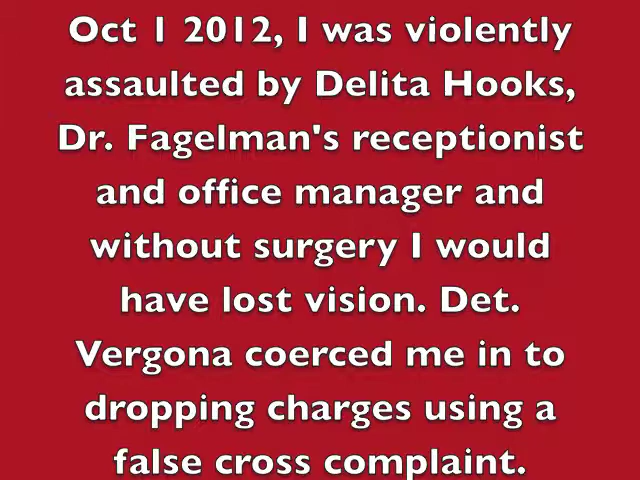 Oct 1 2012, I was violently
assaulted by Delita Hooks,
Dr. Fagelman's receptionist
and office manager and
without surgery I would
have lost vision. Det.
Vergona coerced me in to
dropping charges using a
false cross complaint.